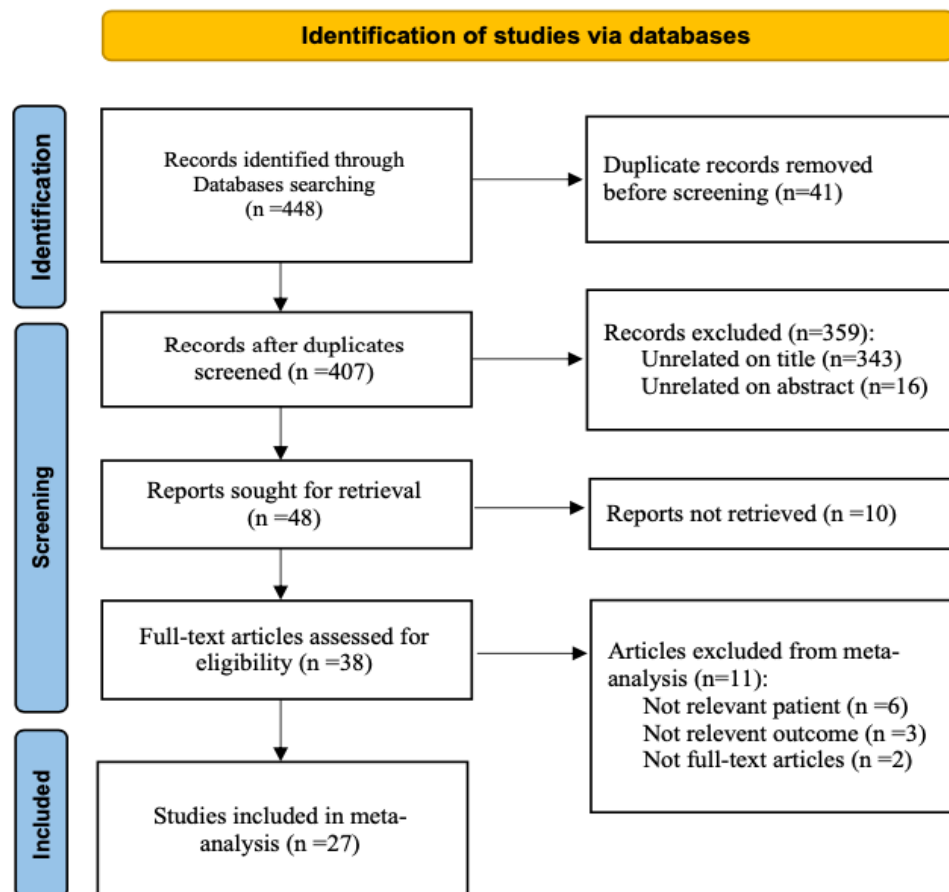 Identification of studies via databases
Identification
Records identified through
Databases searching
(n =448)
Duplicate records removed
before screening (n=41)
Screening
Records after duplicates
screened (n =407)
Records excluded (n=359):
Unrelated on title (n=343)
Unrelated on abstract (n=16)
Reports sought for retrieval
(n =48)
Reports not retrieved (n =10)
Full-text articles assessed for
eligibility (n =38)
Articles excluded from meta-
analysis (n=11):
Not relevant patient (n =6)
Not relevent outcome (n =3)
Not full-text articles (n =2)
Included
Studies included in meta-
analysis (n =27)